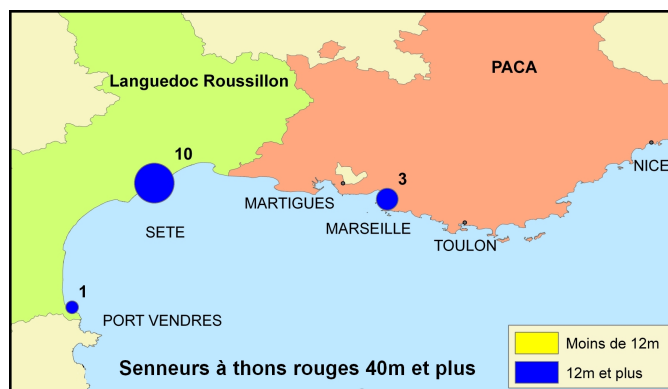 PACA
Languedoc Roussillon
10
NICE
3
MARTIGUES
MARSEILLE
SETE
TOULON
1
PORT VENDRES
Moins de 12m
12m et plus
Senneurs à thons rouges 40m et plus